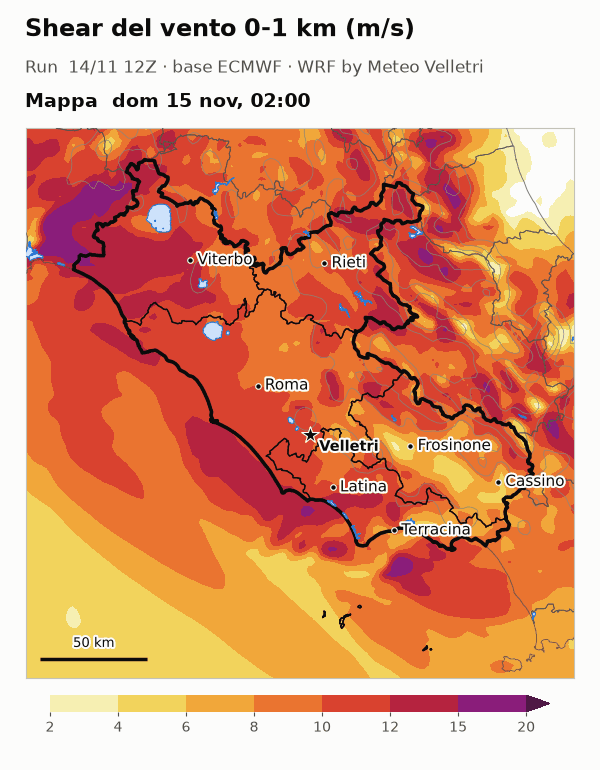 Shear del vento 0-1 km (m/s)
Run  14/11 12Z · base ECMWF · WRF by Meteo Velletri
Mappa  dom 15 nov, 02:00
Viterbo
Rieti
Roma
Velletri
Frosinone
Cassino
Latina
Terracina
50 km
2 4 6 8 10 12 15 20